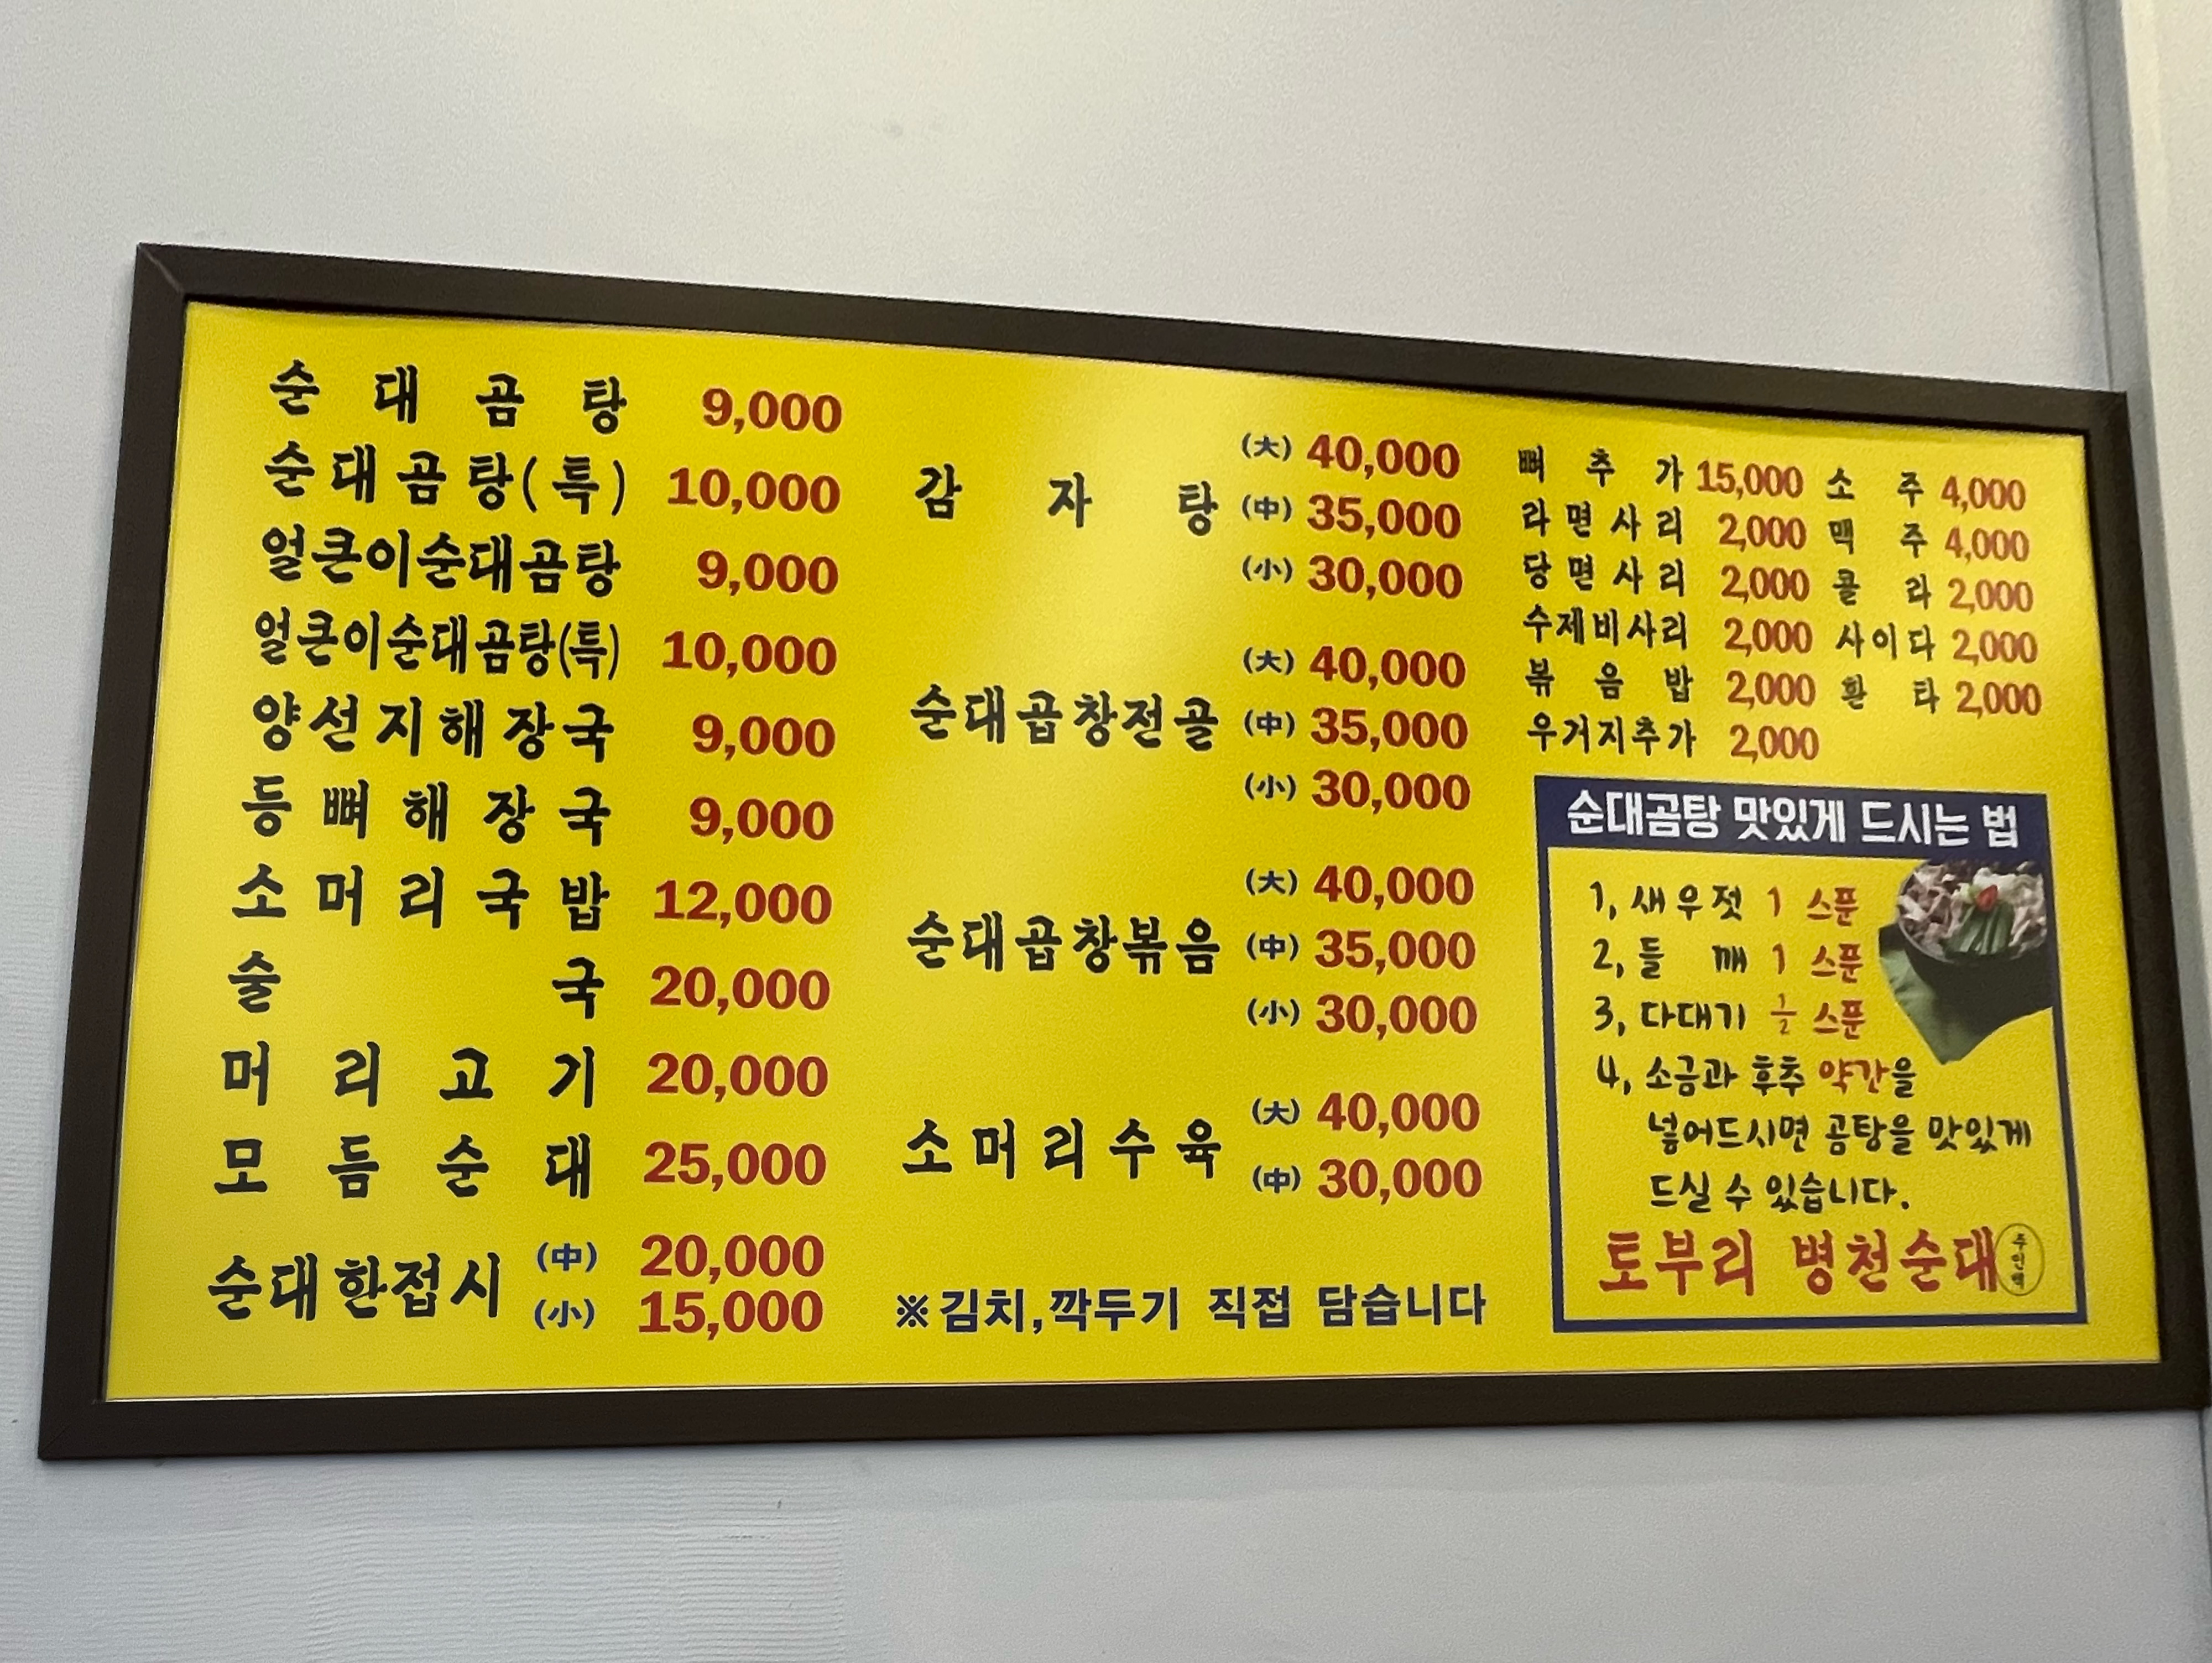 순대곰탕 9,000
순대곰탕(특) 10,000
얼큰이순대곰탕 9,000
얼큰이순대곰탕(특) 10,000
양선지해장국 9,000
등뼈해장국 9,000
소머리국밥 12,000
술국 20,000
머리고기 20,000
모듬순대 25,000
순대한접시 (中) 20,000
(小) 15,000
감자탕 (大) 40,000
(中) 35,000
(小) 30,000
순대곱창전골 (大) 40,000
(中) 35,000
(小) 30,000
순대곱창볶음 (大) 40,000
(中) 35,000
(小) 30,000
소머리수육 (大) 40,000
(中) 30,000
※김치,깍두기 직접 담습니다
뼈추가 15,000 소주 4,000
라면사리 2,000 맥주 4,000
당면사리 2,000 콜라 2,000
수제비사리 2,000 사이다 2,000
볶음밥 2,000 환타 2,000
우거지추가 2,000
순대곰탕 맛있게 드시는 법
1, 새우젓 1 스푼
2, 들깨 1 스푼
3, 다대기 ½ 스푼
4, 소금과 후추 약간을
넣어드시면 곰탕을 맛있게
드실 수 있습니다.
토부리 병천순대 주인백